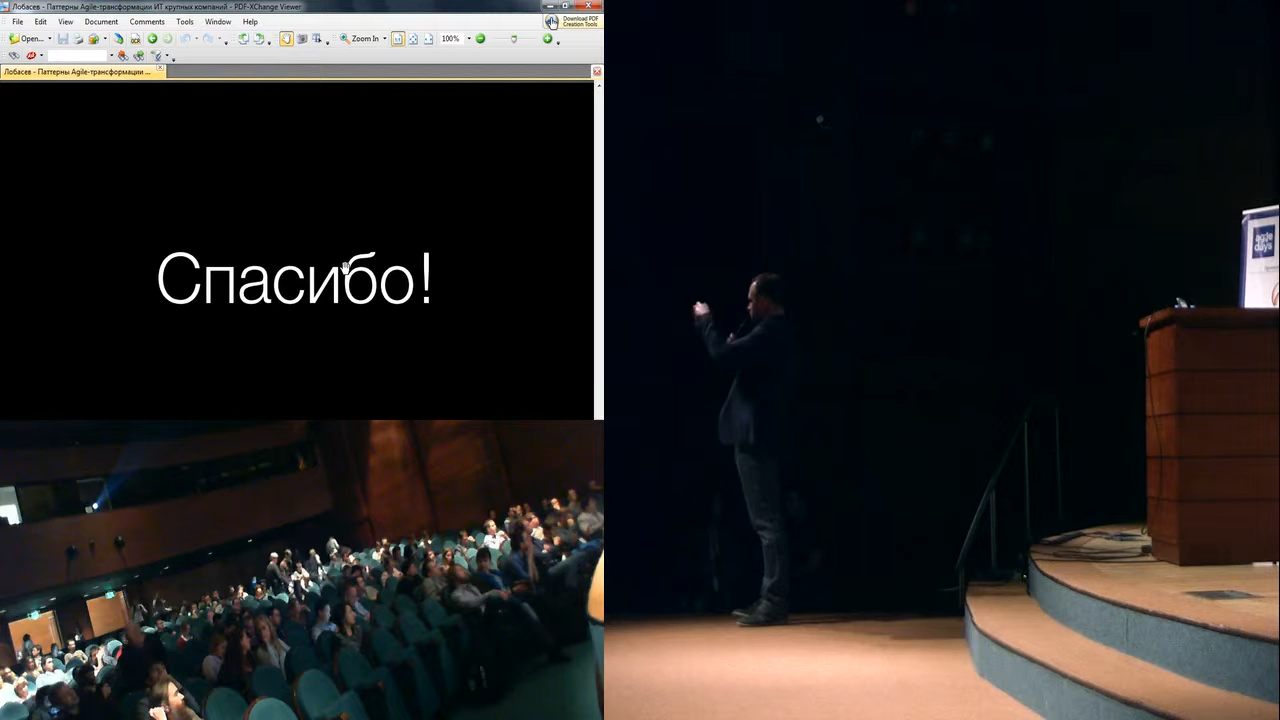 Лобасев - Паттерны Agile-трансформации ИТ крупных компаний - PDF-XChange Viewer
File Edit View Document Comments Tools Window Help
Download PDF
Creation Tools
Open... OCR Zoom In 100%
Лобасев - Паттерны Agile-трансформации ...
Спасибо!
agile
days